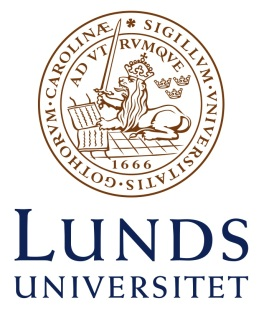 SIGILLVM·VNIVERSITATIS·GOTHORVM·CAROLINÆ
AD VTRVMQVE
1666
LUNDS
UNIVERSITET